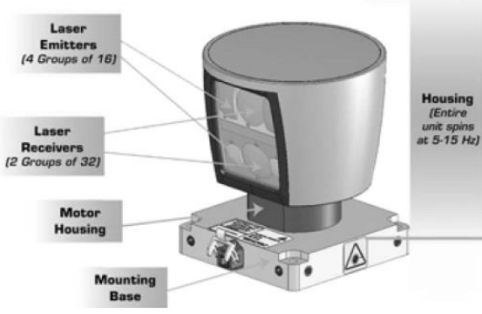 Laser
Emitters
(4 Groups of 16)
Laser
Receivers
(2 Groups of 32)
Motor
Housing
Mounting
Base
Housing
(Entire
unit spins
at 5-15 Hz)